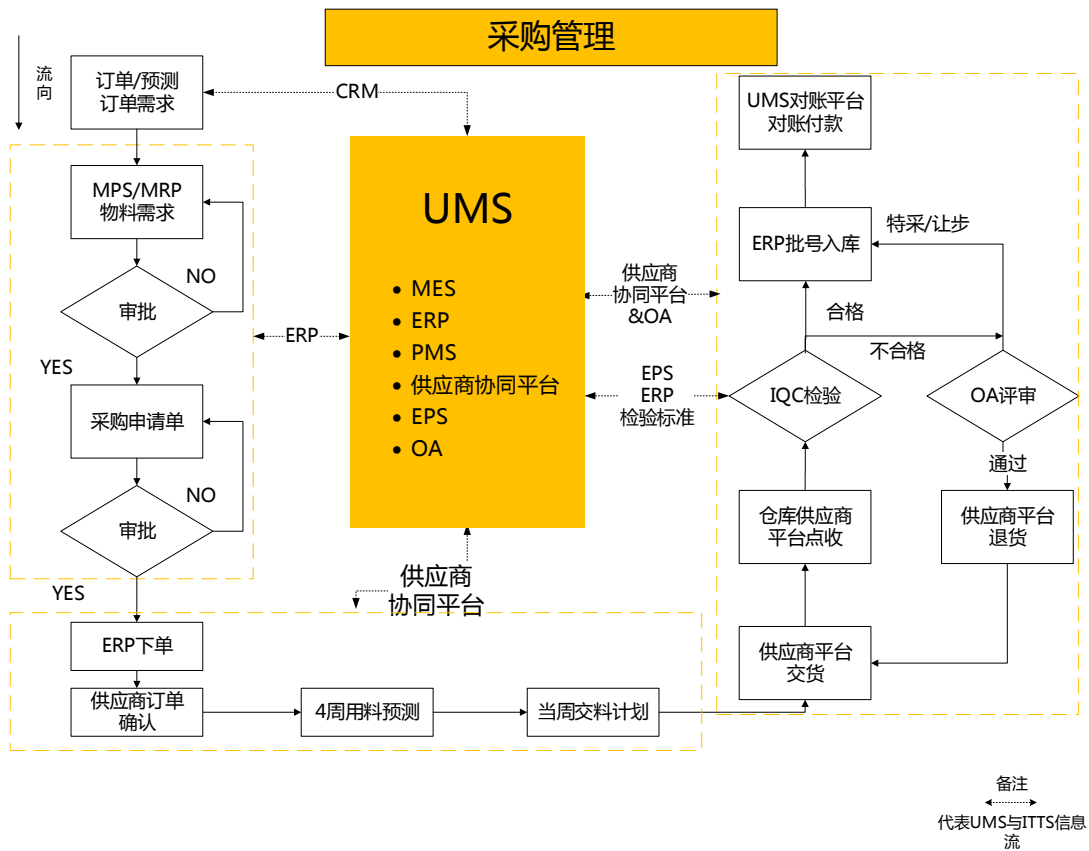 采购管理
流
向
订单/预测
订单需求
CRM
MPS/MRP
物料需求
NO
审批
YES
采购申请单
NO
审批
YES
ERP
UMS
• MES
• ERP
• PMS
• 供应商协同平台
• EPS
• OA
供应商
协同平台
ERP下单
供应商订单
确认
4周用料预测
当周交料计划
供应商
协同平台
&OA
EPS
ERP
检验标准
UMS对账平台
对账付款
ERP批号入库
特采/让步
合格
不合格
IQC检验
OA评审
通过
仓库供应商
平台点收
供应商平台
退货
供应商平台
交货
备注
代表UMS与ITTS信息
流